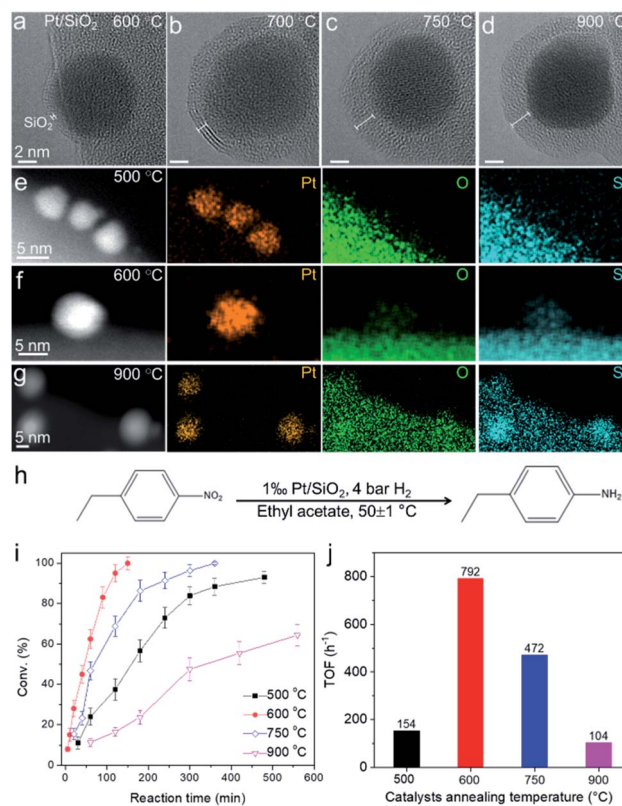 a Pt/SiO₂ 600 °C b 700 °C c 750 °C d 900 °C
SiO₂
2 nm
e 500 °C Pt O S
5 nm
f 600 °C Pt O S
5 nm
g 900 °C Pt O S
5 nm
h
NO₂ 1‰ Pt/SiO₂, 4 bar H₂ NH₂
Ethyl acetate, 50±1 °C
i
Conv. (%)
100
80
60
40
20
0
500 °C
600 °C
750 °C
900 °C
0 100 200 300 400 500 600
Reaction time (min)
j
TOF (h⁻¹)
800
600
400
200
0
154 792 472 104
500 600 750 900
Catalysts annealing temperature (°C)